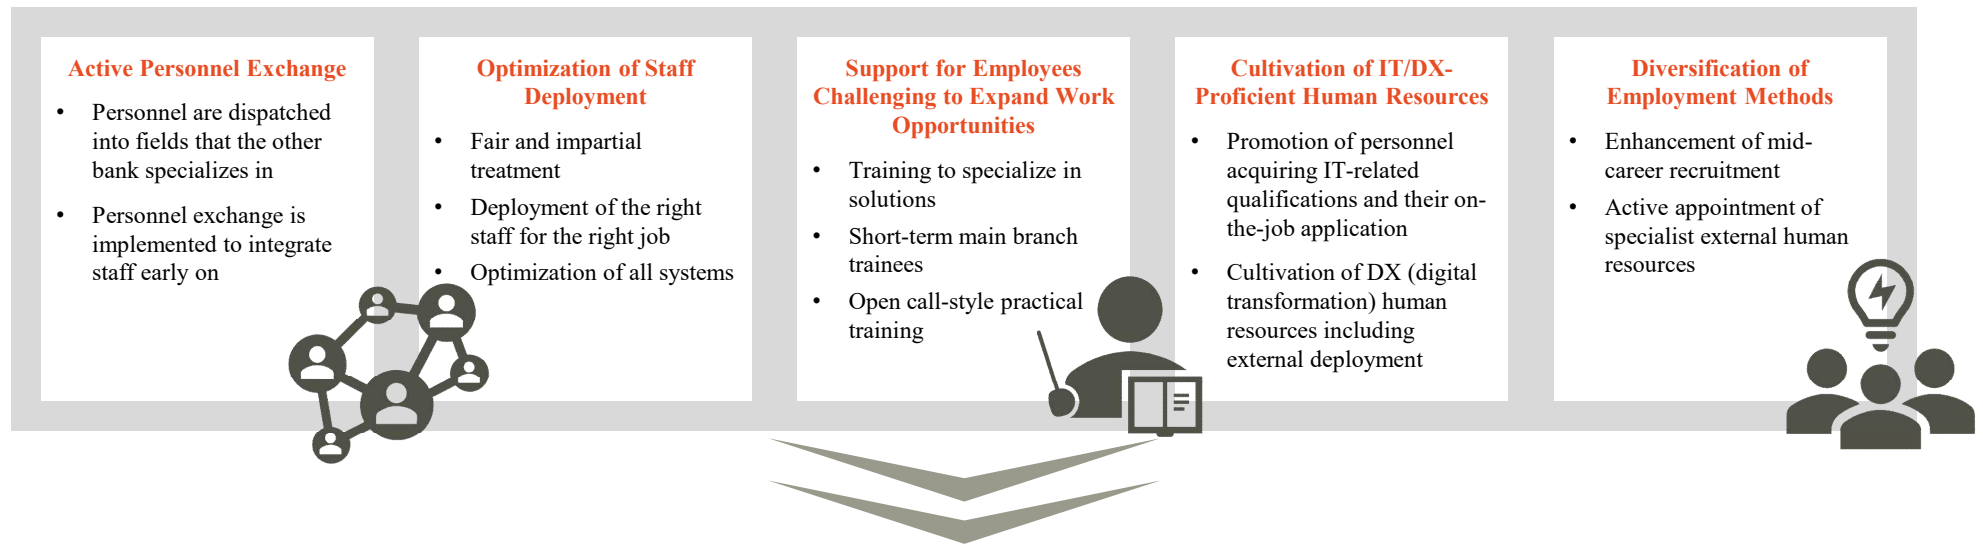 Active Personnel Exchange
• Personnel are dispatched
into fields that the other
bank specializes in
• Personnel exchange is
implemented to integrate
staff early on
Optimization of Staff
Deployment
• Fair and impartial
treatment
• Deployment of the right
staff for the right job
• Optimization of all systems
Support for Employees
Challenging to Expand Work
Opportunities
• Training to specialize in
solutions
• Short-term main branch
trainees
• Open call-style practical
training
Cultivation of IT/DX-
Proficient Human Resources
• Promotion of personnel
acquiring IT-related
qualifications and their on-
the-job application
• Cultivation of DX (digital
transformation) human
resources including
external deployment
Diversification of
Employment Methods
• Enhancement of mid-
career recruitment
• Active appointment of
specialist external human
resources